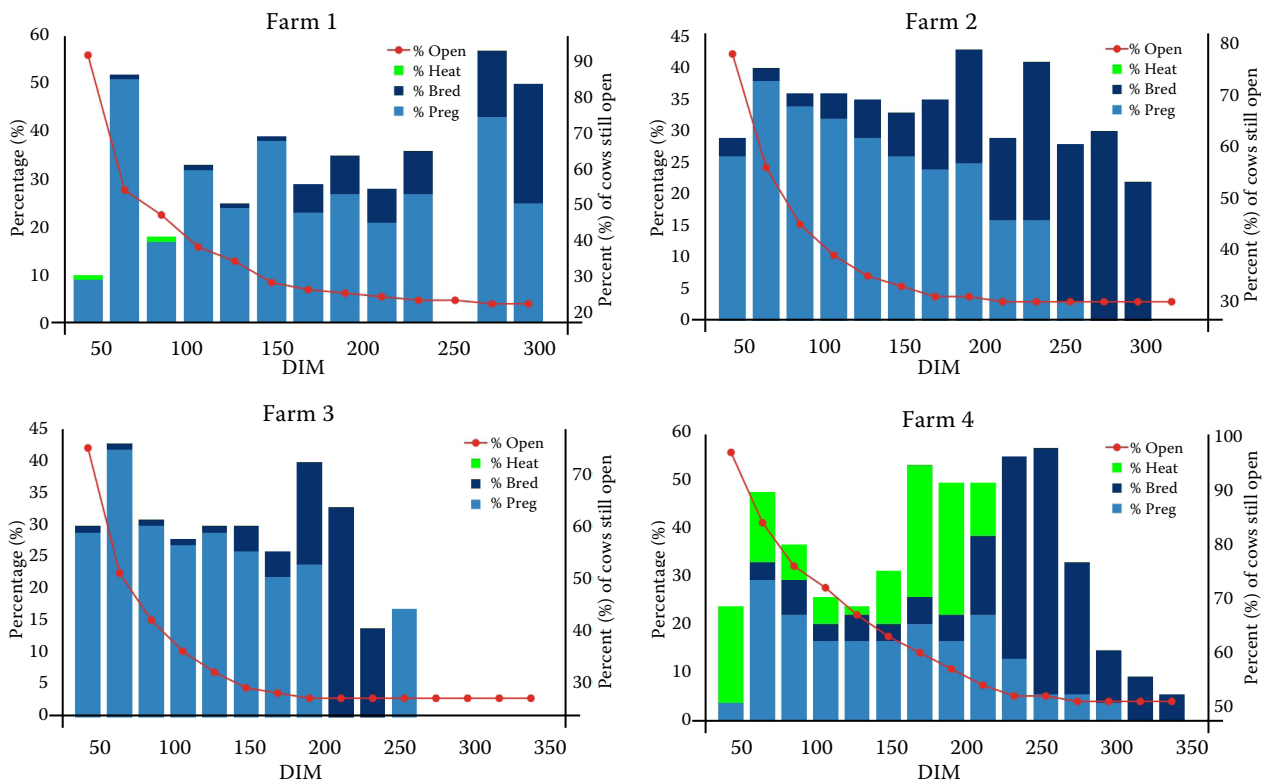 Farm 1
60
50
40
30
20
10
0
Percentage (%)
% Open
% Heat
% Bred
% Preg
90
80
70
60
50
40
30
20
Percent (%) of cows still open
50 100 150 200 250 300
DIM
Farm 2
45
40
35
30
25
20
15
10
5
0
Percentage (%)
% Open
% Heat
% Bred
% Preg
80
70
60
50
40
30
Percent (%) of cows still open
50 100 150 200 250 300
DIM
Farm 3
45
40
35
30
25
20
15
10
5
0
Percentage (%)
% Open
% Heat
% Bred
% Preg
70
60
50
40
30
Percent (%) of cows still open
50 100 150 200 250 300 350
DIM
Farm 4
60
50
40
30
20
10
0
Percentage (%)
% Open
% Heat
% Bred
% Preg
100
90
80
70
60
50
Percent (%) of cows still open
50 100 150 200 250 300 350
DIM